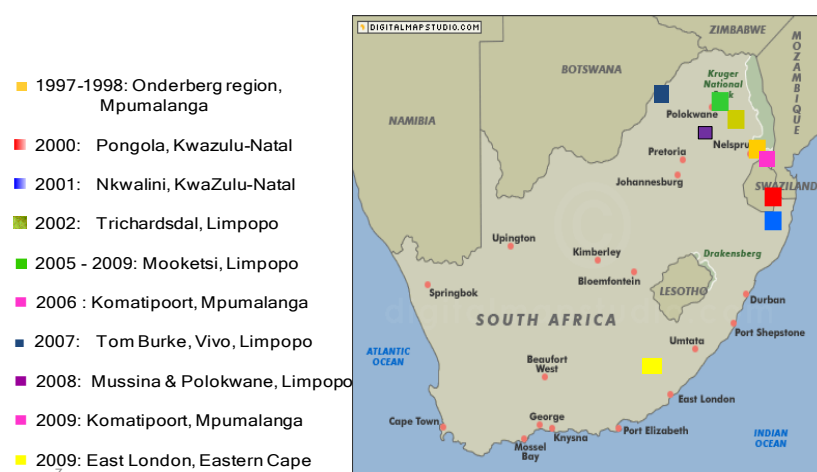 1997-1998: Onderberg region,
Mpumalanga
2000: Pongola, Kwazulu-Natal
2001: Nkwalini, KwaZulu-Natal
2002: Trichardsdal, Limpopo
2005 - 2009: Mooketsi, Limpopo
2006 : Komatipoort, Mpumalanga
2007: Tom Burke, Vivo, Limpopo
2008: Mussina & Polokwane, Limpopo
2009: Komatipoort, Mpumalanga
2009: East London, Eastern Cape
DIGITALMAPSTUDIO.COM
ZIMBABWE
MOZAMBIQUE
BOTSWANA
NAMIBIA
Kruger
National
Polokwane
Pretoria
Johannesburg
SWAZILAND
Upington
Kimberley
Bloemfontein
Drakensberg
LESOTHO
Springbok
Durban
Port Shepstone
SOUTH AFRICA
Umtata
ATLANTIC
OCEAN
Beaufort
West
East London
Cape Town
George
Knysna
Mossel
Bay
Port Elizabeth
INDIAN
OCEAN